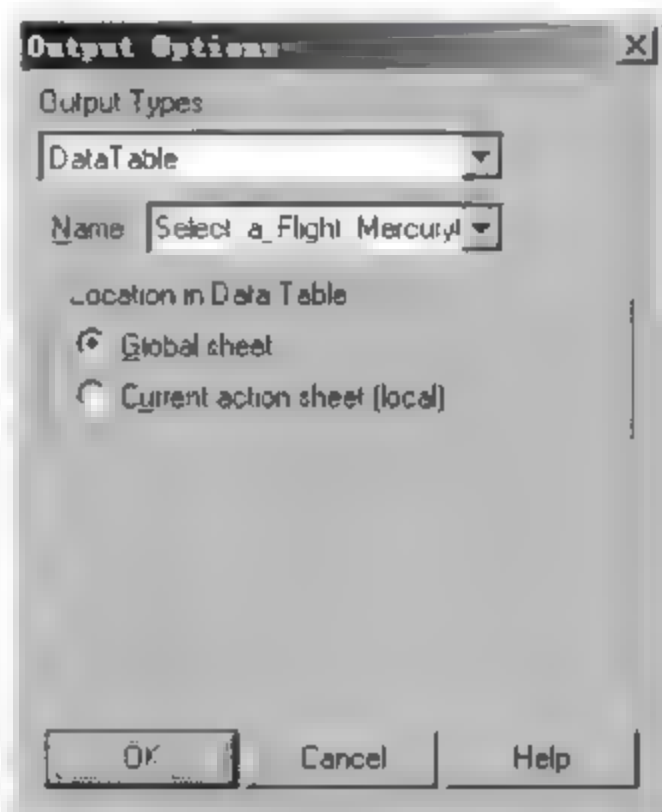 Output Options
Output Types
DataTable
Name Select_a_Flight_Mercury
Location in Data Table
Global sheet
Current action sheet (local)
OK Cancel Help